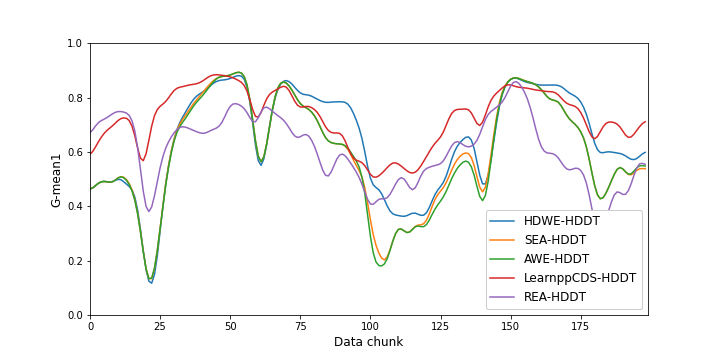 1.0
0.8
0.6
0.4
0.2
0.0
G-mean1
0 25 50 75 100 125 150 175
Data chunk
HDWE-HDDT
SEA-HDDT
AWE-HDDT
LearnppCDS-HDDT
REA-HDDT